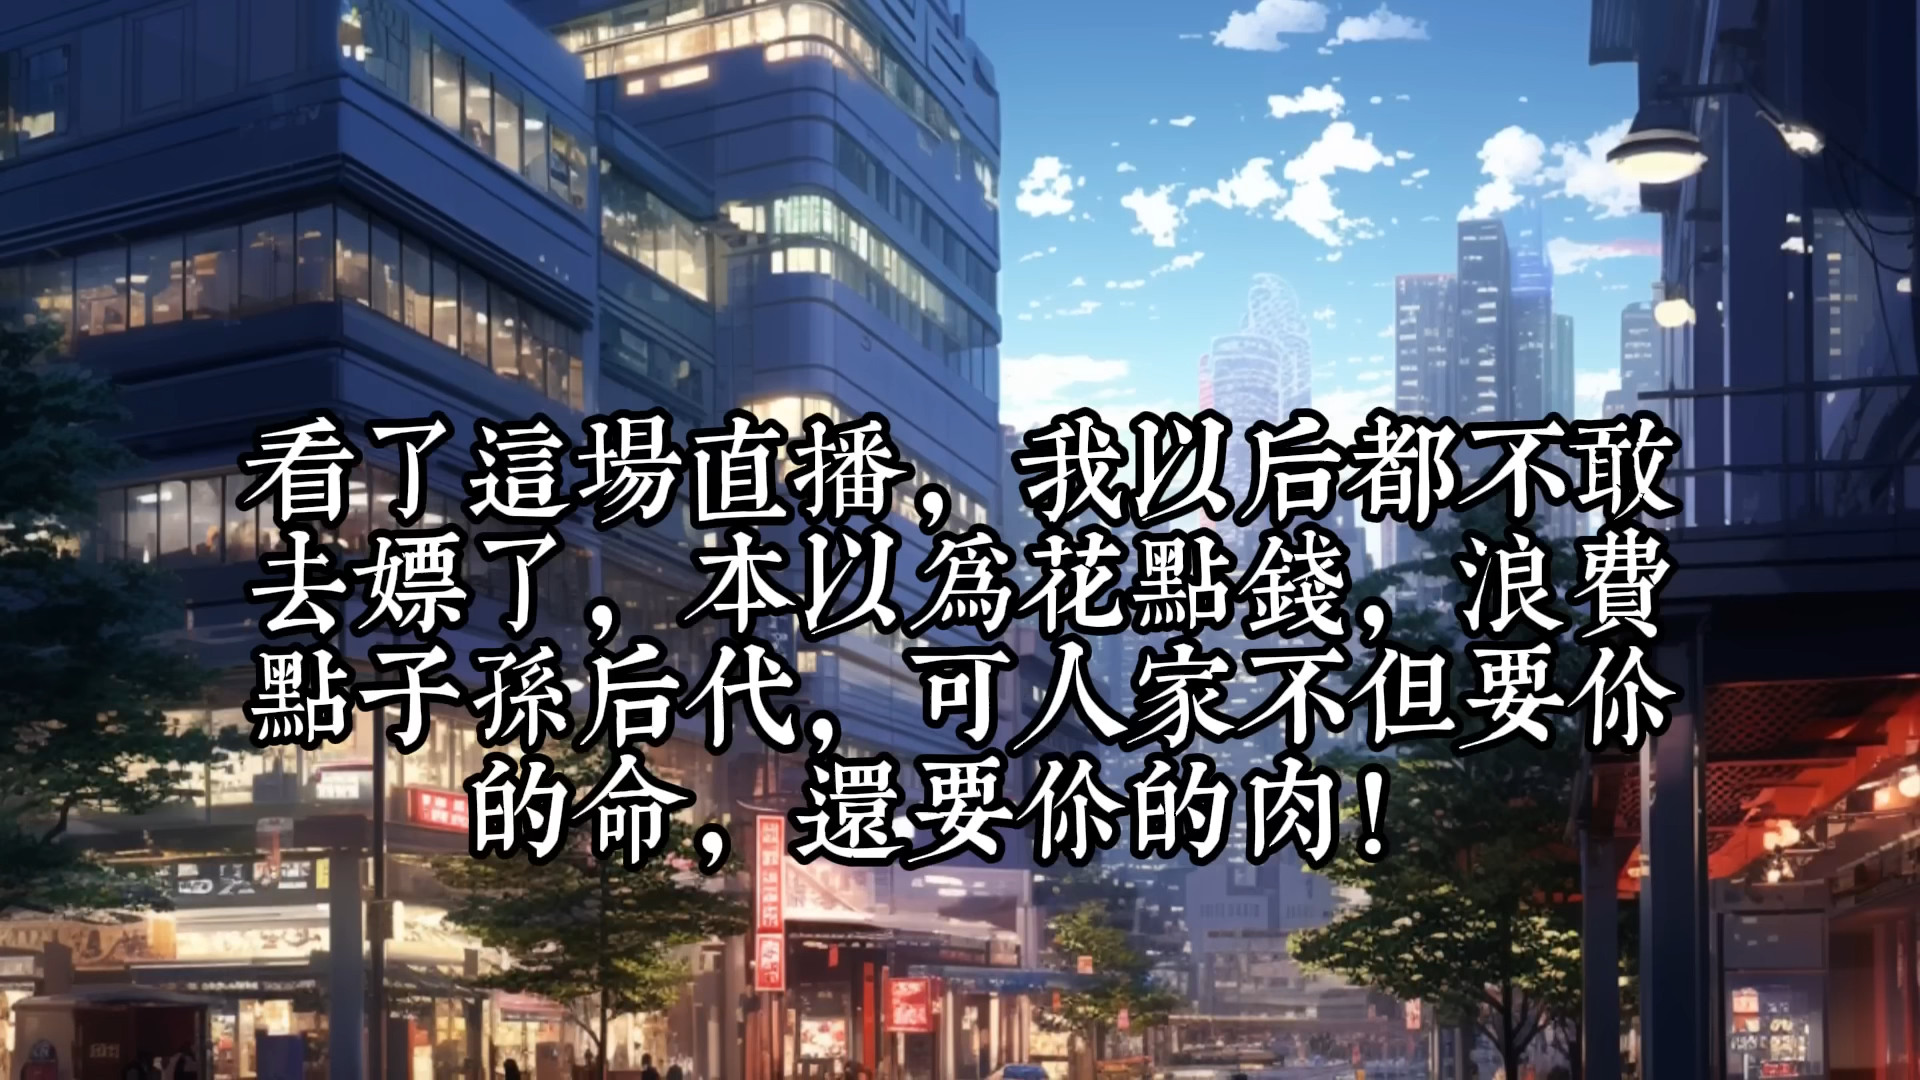 看了這場直播，我以后都不敢
去嫖了，本以爲花點錢，浪費
點子孫后代，可人家不但要你
的命，還要你的肉！